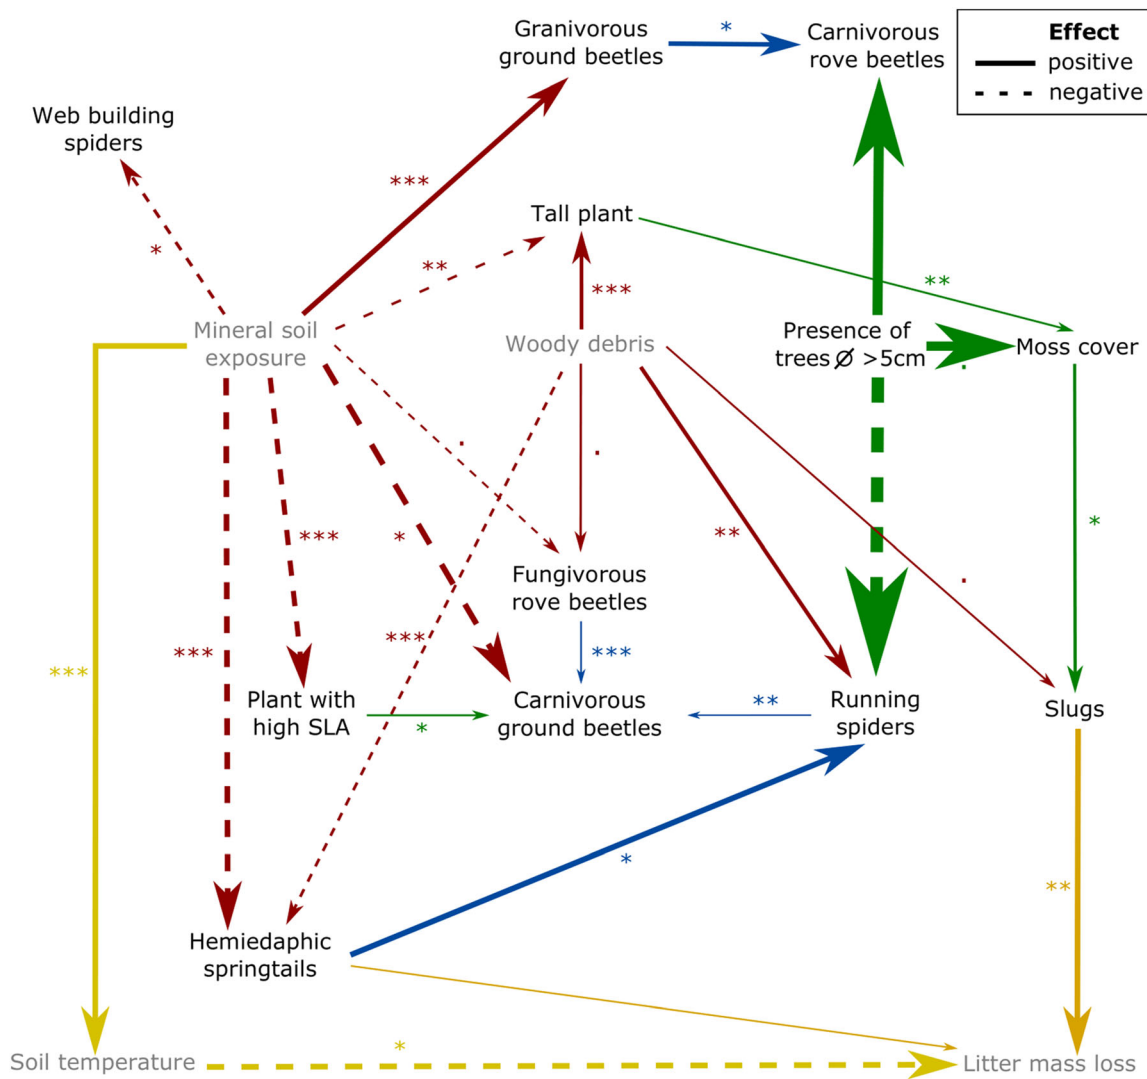 Granivorous
ground beetles
*
Carnivorous
rove beetles
Effect
positive
negative
Web building
spiders
***
*
Tall plant
**
**
***
Mineral soil
exposure
Woody debris
Presence of
trees Ø >5cm
Moss cover
.
.
.
***
*
**
*
Fungivorous
rove beetles
.
***
***
***
***
Plant with
high SLA
*
Carnivorous
ground beetles
**
Running
spiders
Slugs
*
**
Hemiedaphic
springtails
Soil temperature
*
Litter mass loss